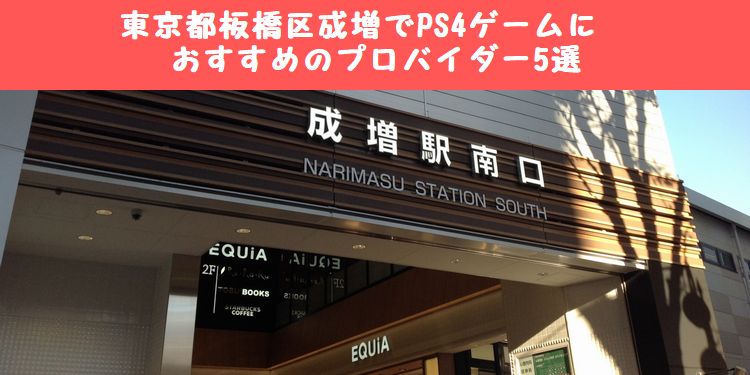 東京都板橋区成増でPS4ゲームに
おすすめのプロバイダー5選
成増駅南口
NARIMASU STATION SOUTH
EQUiA
2F
BOOKS
STARBUCKS
COFFEE
EQUiA